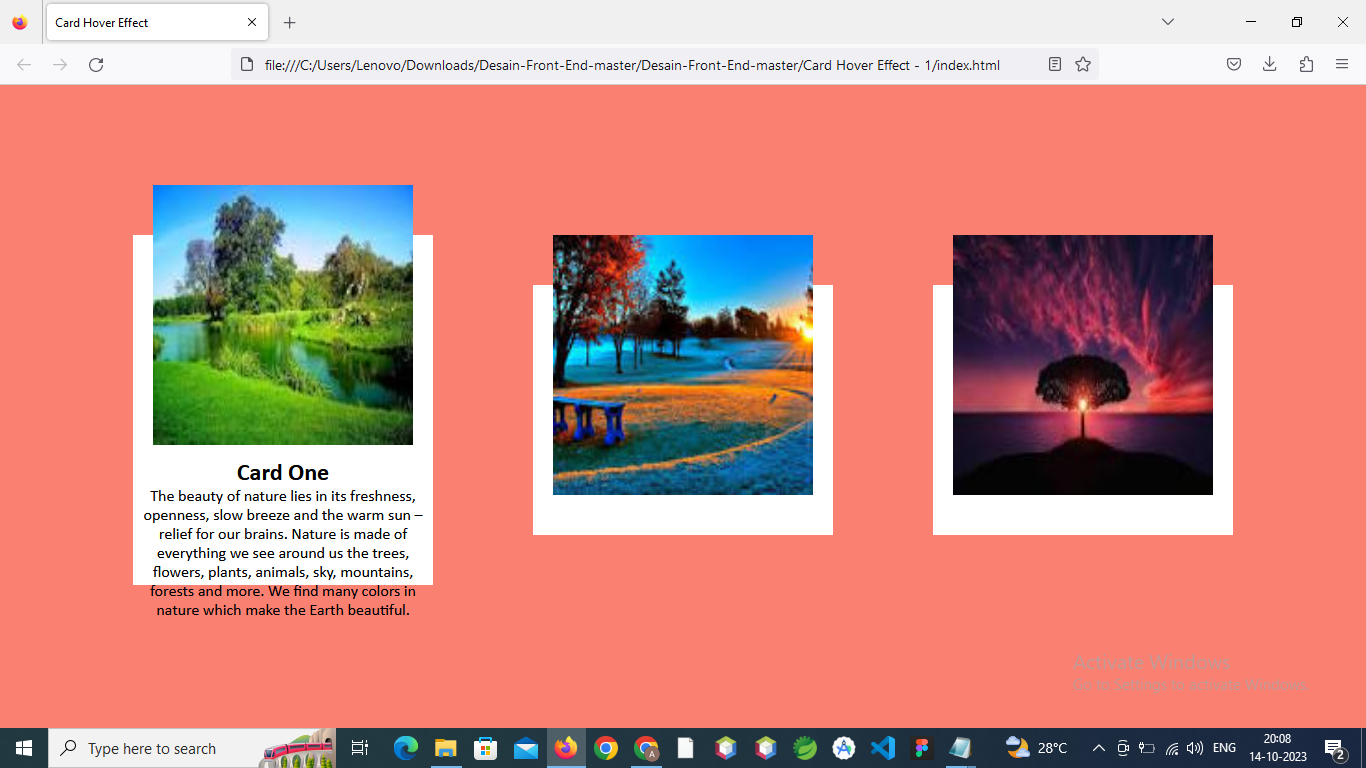 Card Hover Effect
file:///C:/Users/Lenovo/Downloads/Desain-Front-End-master/Desain-Front-End-master/Card Hover Effect - 1/index.html
Card One
The beauty of nature lies in its freshness,
openness, slow breeze and the warm sun –
relief for our brains. Nature is made of
everything we see around us the trees,
flowers, plants, animals, sky, mountains,
forests and more. We find many colors in
nature which make the Earth beautiful.
Activate Windows
Go to Settings to activate Windows.
Type here to search
A
28°C
ENG
20:08
14-10-2023
2